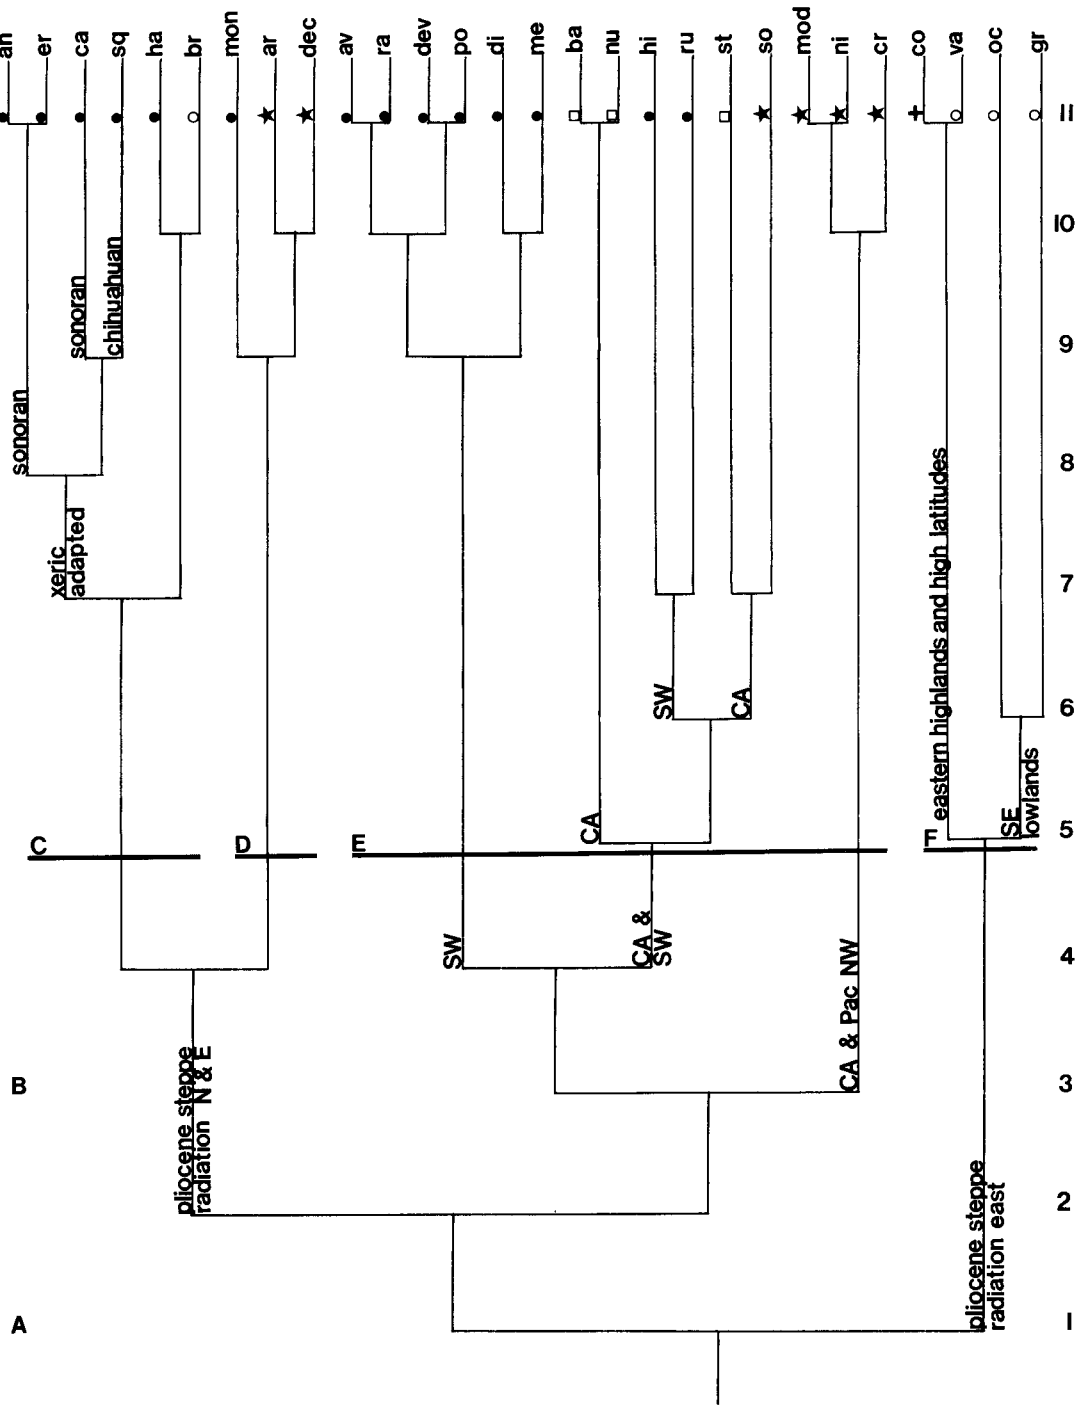 an er ca sq ha br mon ar dec av ra dev po di me ba nu hi ru st so mod ni cr co va oc gr
11
10
chihuahuan
sonoran
9
sonoran
8
eastern highlands and high latitudes
xeric
adapted
7
SW
CA
6
SE
lowlands
CA
5
C D E F
SW
CA &
SW
CA & Pac NW
4
B
pliocene steppe
radiation N & E
3
2
pliocene steppe
radiation east
A
1